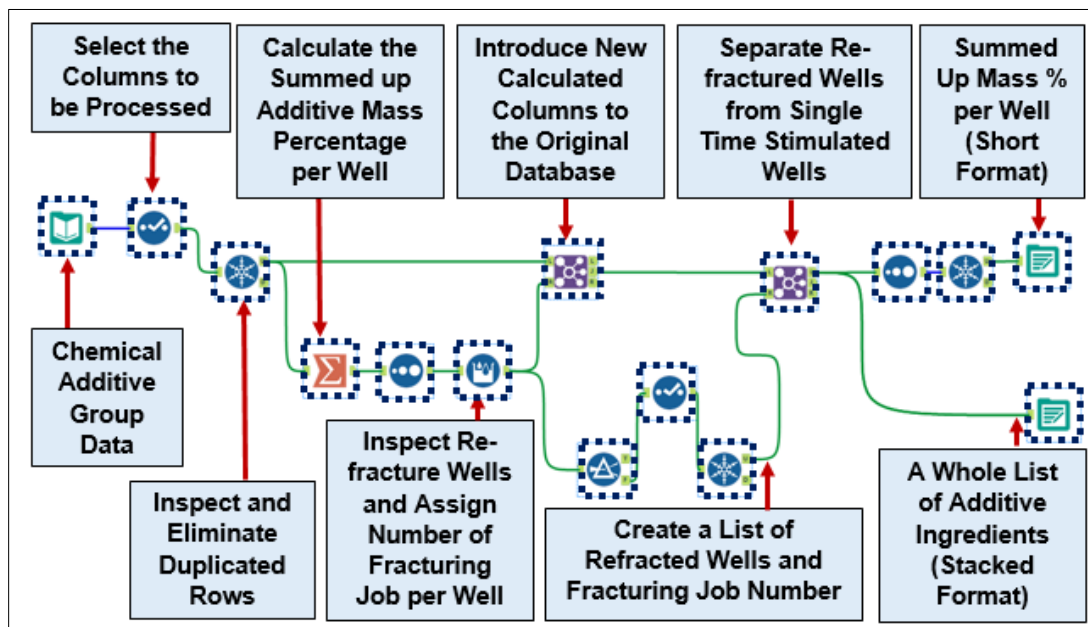 Select the
Columns to
be Processed
Calculate the
Summed up
Additive Mass
Percentage
per Well
Introduce New
Calculated
Columns to
the Original
Database
Separate Re-
fractured Wells
from Single
Time Stimulated
Wells
Summed
Up Mass %
per Well
(Short
Format)
Chemical
Additive
Group
Data
Inspect and
Eliminate
Duplicated
Rows
Inspect Re-
fracture Wells
and Assign
Number of
Fracturing
Job per Well
Create a List of
Refracted Wells and
Fracturing Job Number
A Whole List
of Additive
Ingredients
(Stacked
Format)